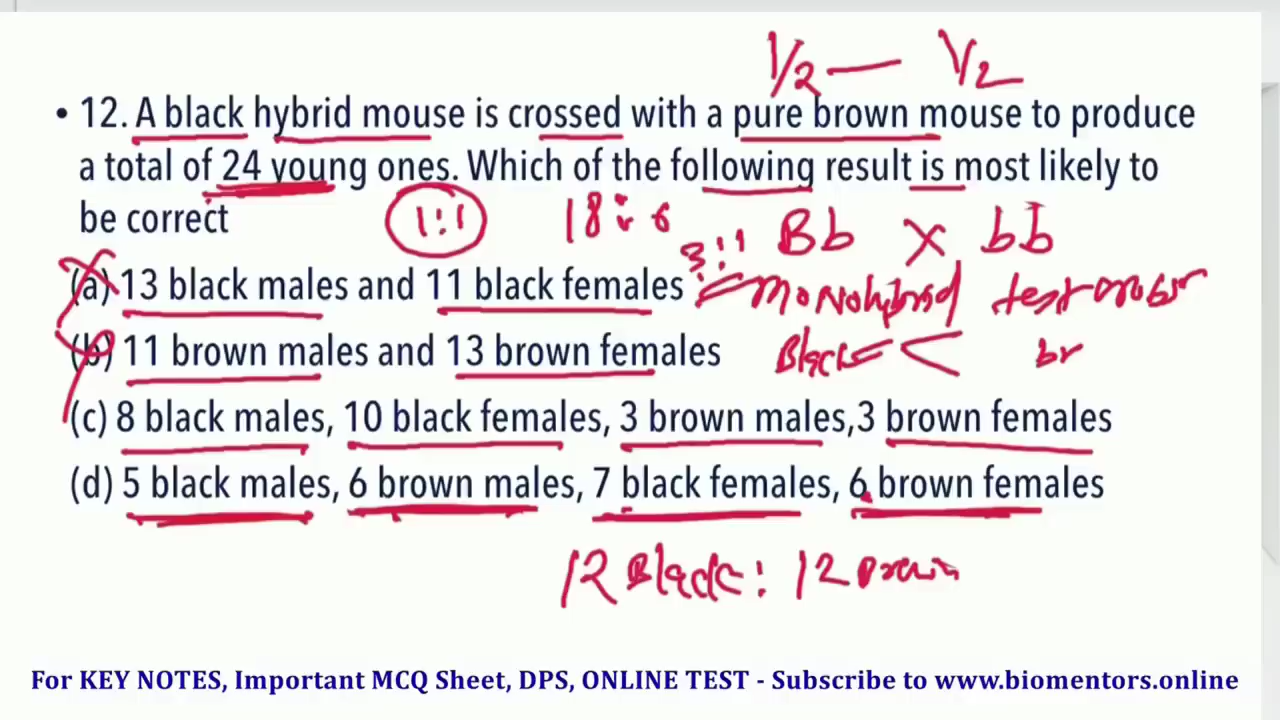 1/2 — 1/2
• 12. A black hybrid mouse is crossed with a pure brown mouse to produce
a total of 24 young ones. Which of the following result is most likely to
be correct
1:1 18:6 Bb X bb
3:1
(a) 13 black males and 11 black females
Monohybrid test cross
(b) 11 brown males and 13 brown females
Black br
(c) 8 black males, 10 black females, 3 brown males,3 brown females
(d) 5 black males, 6 brown males, 7 black females, 6 brown females
12 Black : 12 Brown
For KEY NOTES, Important MCQ Sheet, DPS, ONLINE TEST - Subscribe to www.biomentors.online